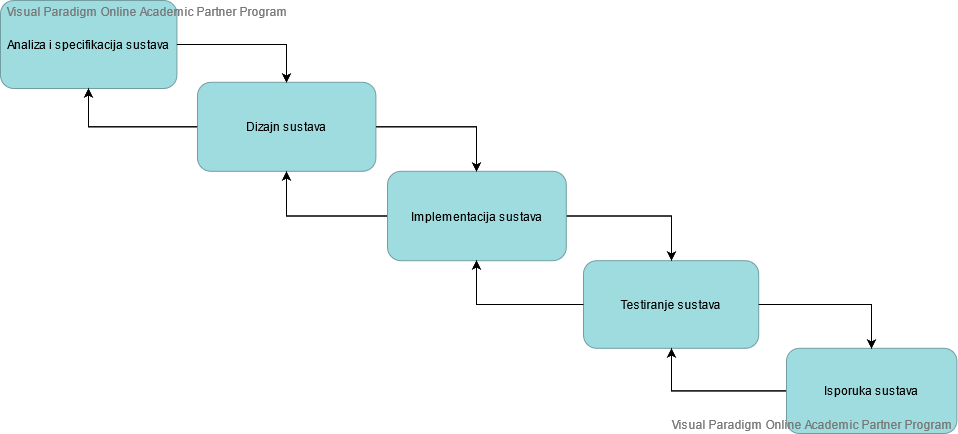 Visual Paradigm Online Academic Partner Program
Analiza i specifikacija sustava
Dizajn sustava
Implementacija sustava
Testiranje sustava
Isporuka sustava
Visual Paradigm Online Academic Partner Program